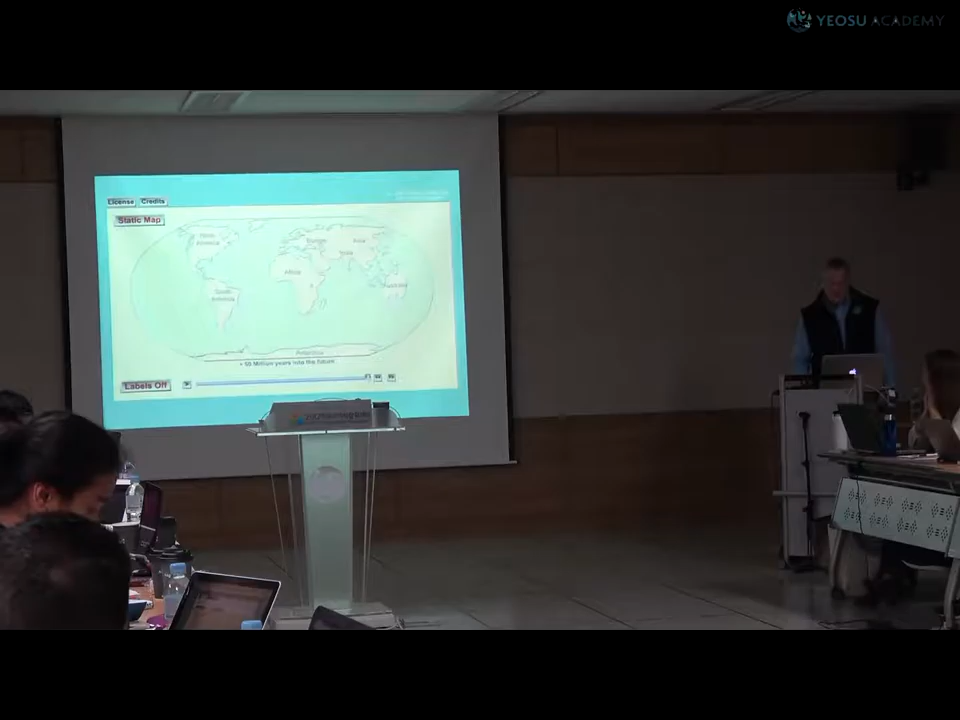 YEOSU ACADEMY
License Credits
Static Map
North
America
Europe
Asia
India
Africa
South
America
Australia
Antarctica
+ 50 Million years into the future
Labels Off